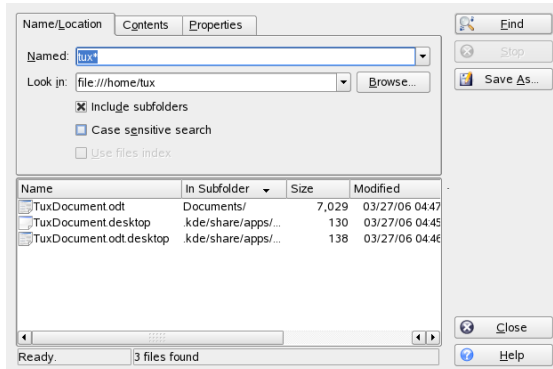 Name/Location Contents Properties
Find
Named: tux*
Stop
Look in: file:///home/tux Browse...
Save As...
Include subfolders
Case sensitive search
Use files index
Name In Subfolder Size Modified
TuxDocument.odt Documents/ 7,029 03/27/06 04:47
TuxDocument.desktop .kde/share/apps/... 130 03/27/06 04:45
TuxDocument.odt.desktop .kde/share/apps/... 138 03/27/06 04:46
Close
Ready. 3 files found
Help